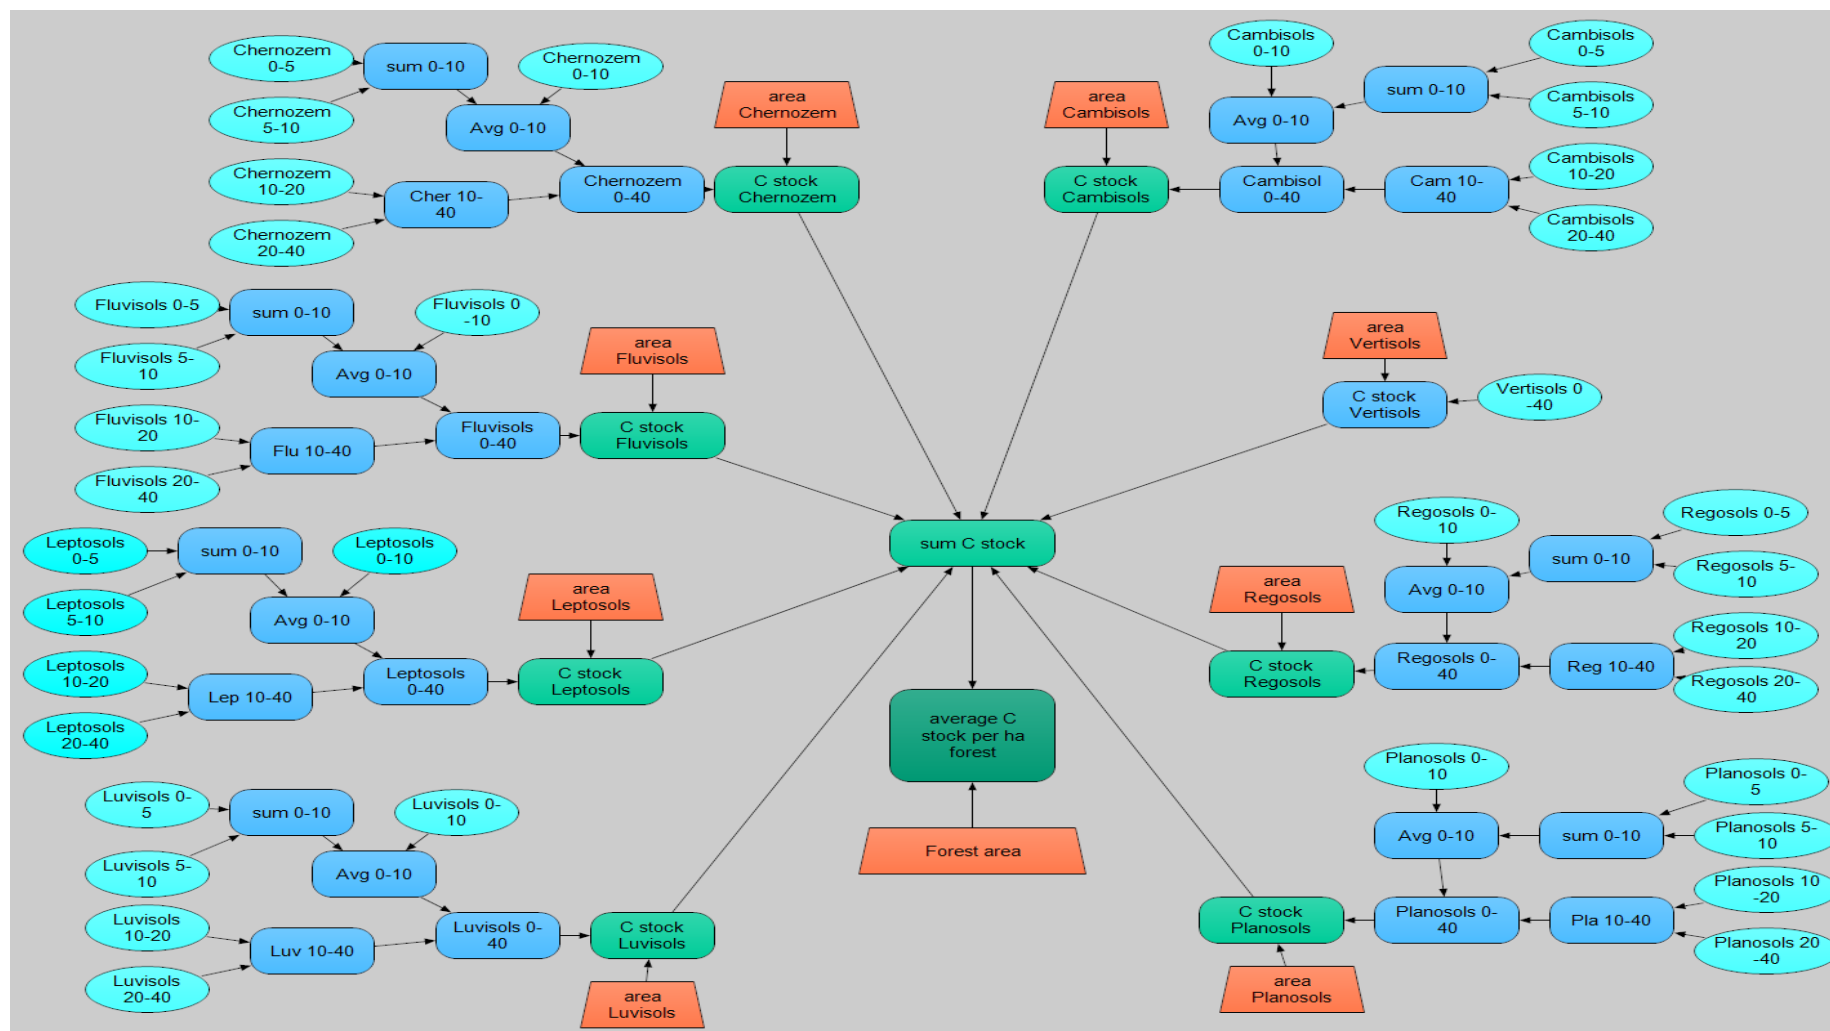 Chernozem
0-5
sum 0-10
Chernozem
0-10
Chernozem
5-10
Avg 0-10
area
Chernozem
Chernozem
10-20
Cher 10-
40
Chernozem
0-40
C stock
Chernozem
Chernozem
20-40
Cambisols
0-10
Cambisols
0-5
sum 0-10
area
Cambisols
Avg 0-10
Cambisols
5-10
C stock
Cambisols
Cambisol
0-40
Cam 10-
40
Cambisols
10-20
Cambisols
20-40
Fluvisols 0-5
sum 0-10
Fluvisols 0
-10
Fluvisols 5-
10
Avg 0-10
area
Fluvisols
Fluvisols 10-
20
Flu 10-40
Fluvisols
0-40
C stock
Fluvisols
Fluvisols 20-
40
area
Vertisols
C stock
Vertisols
Vertisols 0
-40
Leptosols
0-5
sum 0-10
Leptosols
0-10
Leptosols
5-10
Avg 0-10
area
Leptosols
Leptosols
10-20
Lep 10-40
Leptosols
0-40
C stock
Leptosols
Leptosols
20-40
sum C stock
average C
stock per ha
forest
Forest area
Regosols 0-
10
Regosols 0-5
sum 0-10
area
Regosols
Avg 0-10
Regosols 5-
10
C stock
Regosols
Regosols 0-
40
Reg 10-40
Regosols 10-
20
Regosols 20-
40
Luvisols 0-
5
sum 0-10
Luvisols 0-
10
Luvisols 5-
10
Avg 0-10
Luvisols
10-20
Luv 10-40
Luvisols 0-
40
C stock
Luvisols
Luvisols
20-40
area
Luvisols
Planosols 0-
10
Planosols 0-
5
Avg 0-10
sum 0-10
Planosols 5-
10
C stock
Planosols
Planosols 0-
40
Pla 10-40
Planosols 10
-20
Planosols 20
-40
area
Planosols